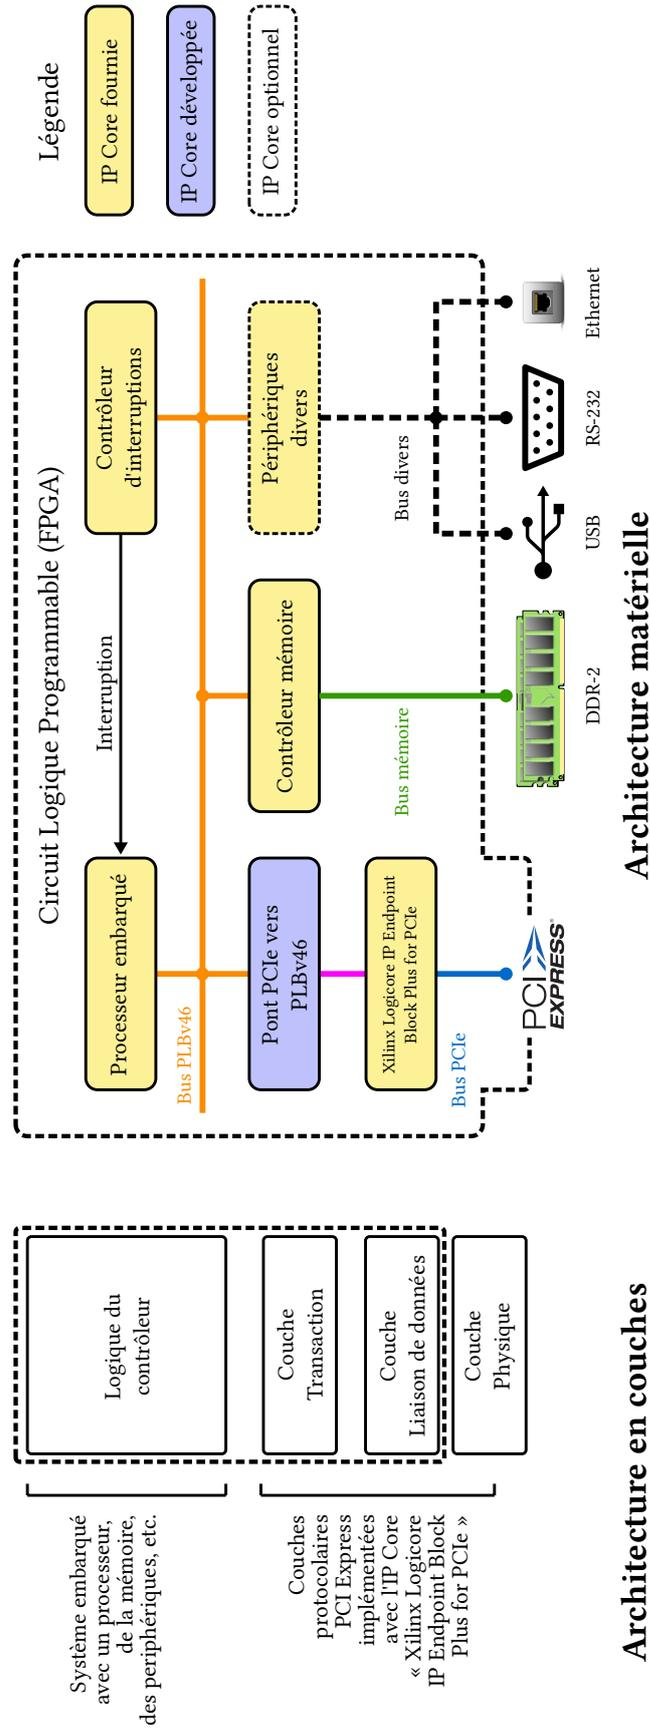 Système embarqué
avec un processeur,
de la mémoire,
des periphériques, etc.
Couches
protocolaires
PCI Express
implémentées
avec l'IP Core
« Xilinx Logicore
IP Endpoint Block
Plus for PCIe »
Logique du
contrôleur
Couche
Transaction
Couche
Liaison de données
Couche
Physique
Architecture en couches
Circuit Logique Programmable (FPGA)
Processeur embarqué
Interruption
Contrôleur
d'interruptions
Bus PLBv46
Pont PCIe vers
PLBv46
Contrôleur mémoire
Périphériques
divers
Xilinx Logicore IP Endpoint
Block Plus for PCIe
Bus PCIe
Bus mémoire
Bus divers
PCI
EXPRESS®
DDR-2
USB
RS-232
Ethernet
Architecture matérielle
Légende
IP Core fournie
IP Core développée
IP Core optionnel